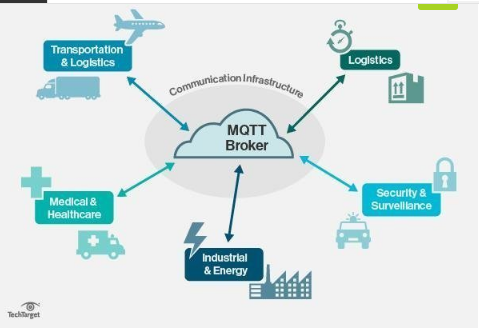 Transportation
& Logistics
Logistics
Communication Infrastructure
MQTT
Broker
Medical &
Healthcare
Security &
Surveillance
Industrial
& Energy
TechTarget